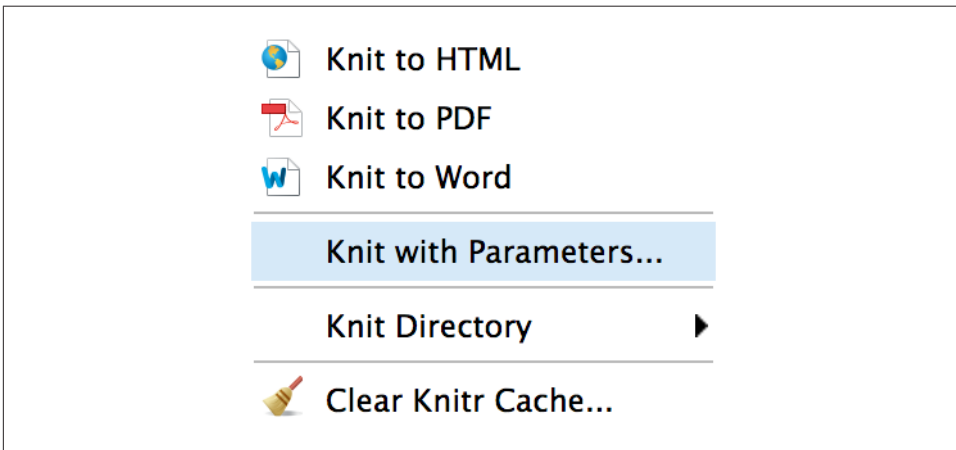 Knit to HTML
Knit to PDF
Knit to Word
Knit with Parameters...
Knit Directory
Clear Knitr Cache...